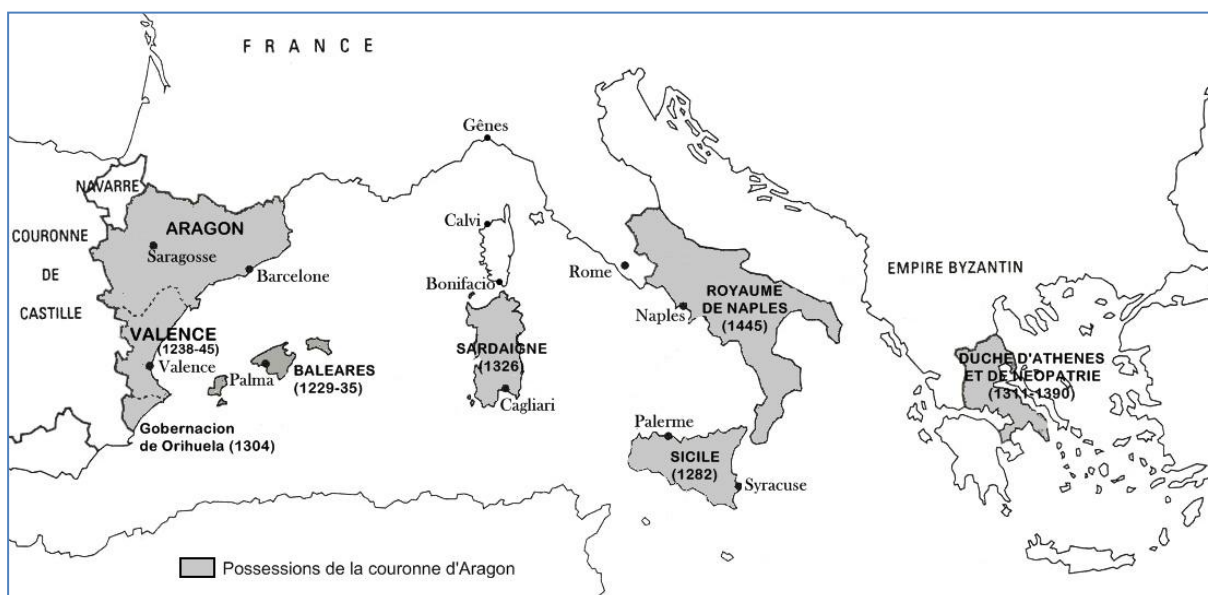 FRANCE
Gênes
NAVARRE
COURONNE
DE
CASTILLE
ARAGON
Saragosse
Barcelone
VALENCE
(1238-45)
Valence
Palma
BALEARES
(1229-35)
Gobernacion
de Orihuela (1304)
Calvi
Bonifacio
SARDAIGNE
(1326)
Cagliari
Rome
Naples
ROYAUME
DE NAPLES
(1445)
Palerme
SICILE
(1282)
Syracuse
EMPIRE BYZANTIN
DUCHE D'ATHENES
ET DE NEOPATRIE
(1311-1390)
Possessions de la couronne d'Aragon